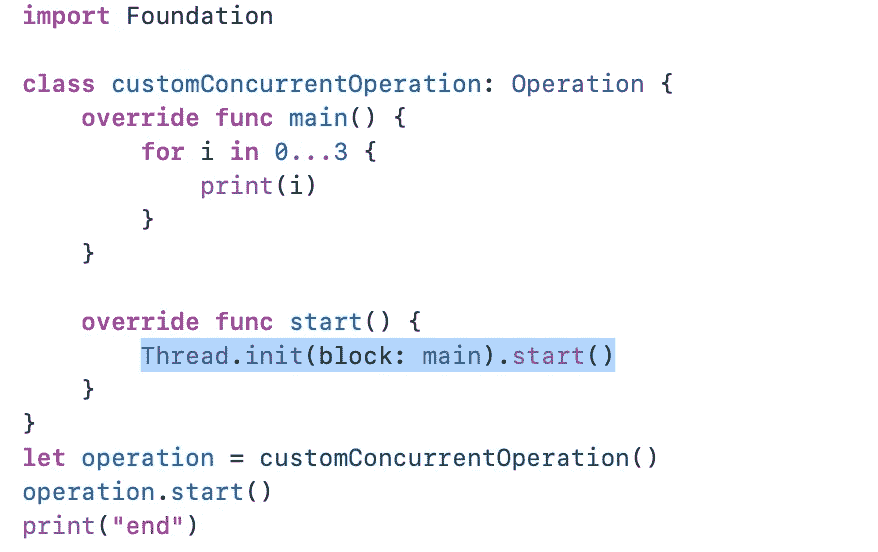 import Foundation
class customConcurrentOperation: Operation {
override func main() {
for i in 0...3 {
print(i)
}
}
override func start() {
Thread.init(block: main).start()
}
}
let operation = customConcurrentOperation()
operation.start()
print("end")